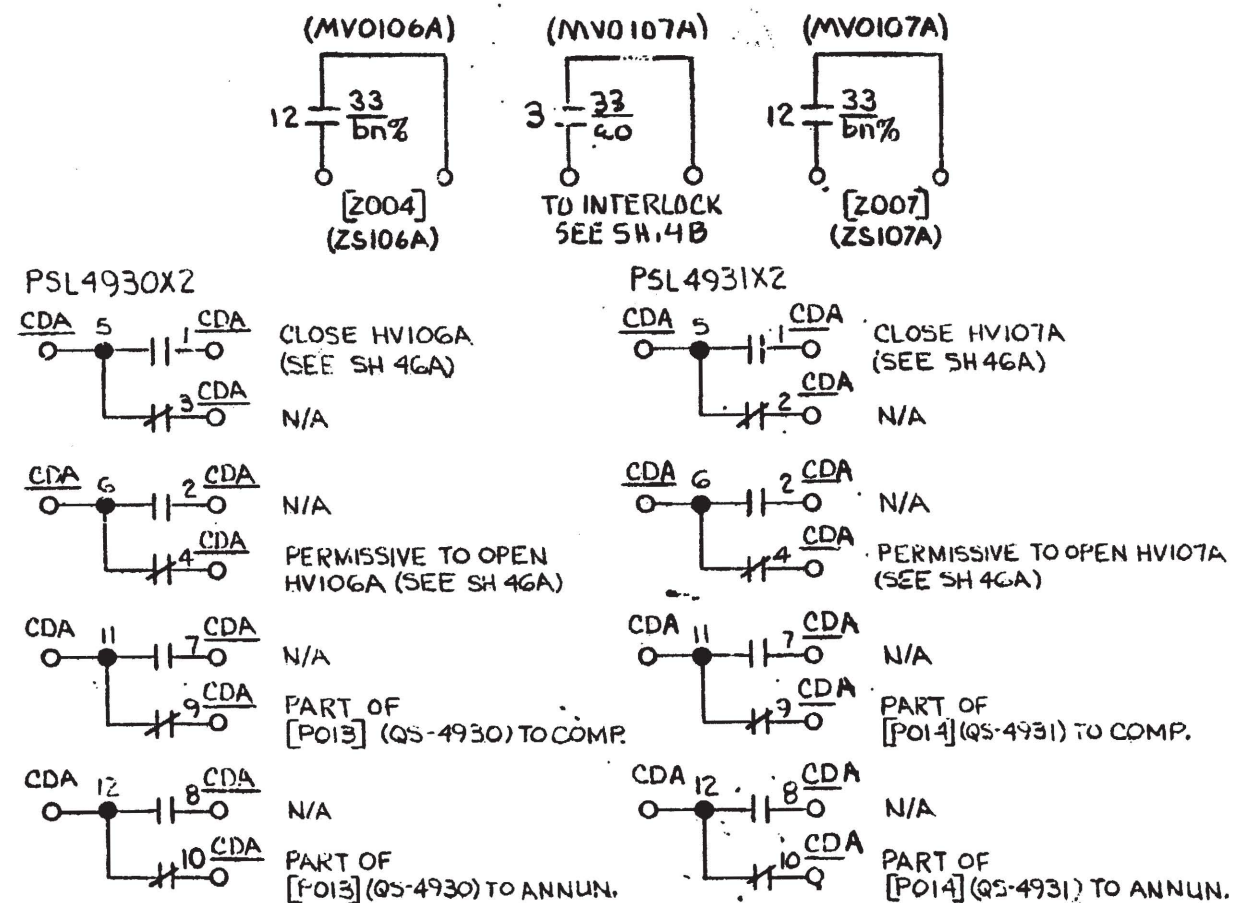 (MVO106A) (MVO107A) (MVO107A)
12 33 3 33 12 33
bn% ao bn%
[Z004] TO INTERLOCK [Z007]
(ZS106A) SEE SH.4B (ZS107A)
PSL4930X2
CDA 5 1 CDA CLOSE HV106A
(SEE SH 46A)
3 CDA N/A
CDA 6 2 CDA N/A
4 CDA PERMISSIVE TO OPEN
HV106A (SEE SH 46A)
CDA 11 7 CDA N/A
9 CDA PART OF
[P013] (QS-4930) TO COMP.
CDA 12 8 CDA N/A
10 CDA PART OF
[P013] (QS-4930) TO ANNUN.
PSL4931X2
CDA 5 1 CDA CLOSE HV107A
(SEE SH 46A)
2 CDA N/A
CDA 6 2 CDA N/A
4 CDA PERMISSIVE TO OPEN HV107A
(SEE SH 46A)
CDA 11 7 CDA N/A
9 CDA PART OF
[P014] (QS-4931) TO COMP.
CDA 12 8 CDA N/A
10 CDA PART OF
[P014] (QS-4931) TO ANNUN.